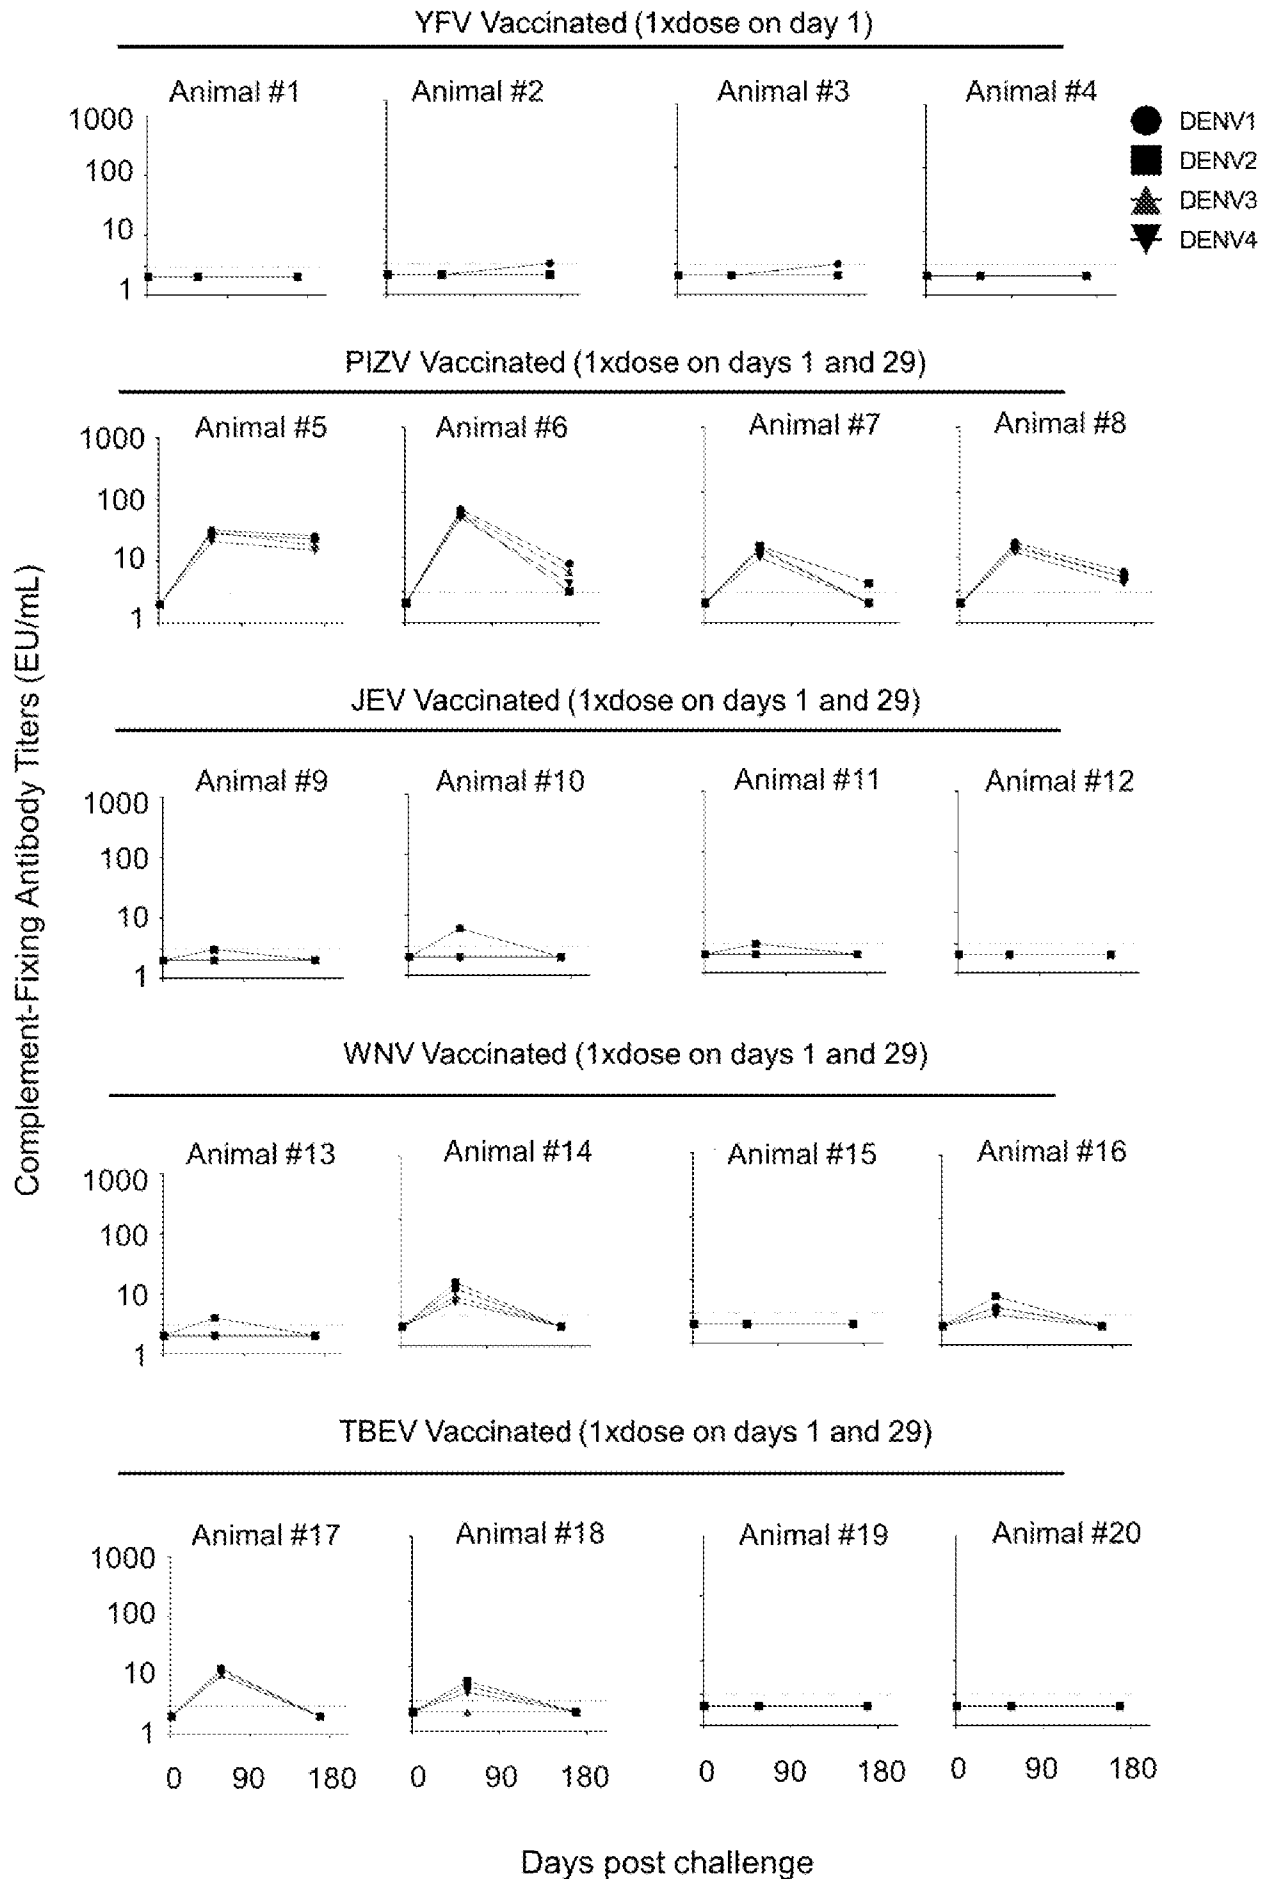 YFV Vaccinated (1xdose on day 1)
Animal #1 Animal #2 Animal #3 Animal #4
1000
100
10
1
DENV1
DENV2
DENV3
DENV4
PIZV Vaccinated (1xdose on days 1 and 29)
Animal #5 Animal #6 Animal #7 Animal #8
1000
100
10
1
Complement-Fixing Antibody Titers (EU/mL)
JEV Vaccinated (1xdose on days 1 and 29)
Animal #9 Animal #10 Animal #11 Animal #12
1000
100
10
1
WNV Vaccinated (1xdose on days 1 and 29)
Animal #13 Animal #14 Animal #15 Animal #16
1000
100
10
1
TBEV Vaccinated (1xdose on days 1 and 29)
Animal #17 Animal #18 Animal #19 Animal #20
1000
100
10
1
0 90 180 0 90 180 0 90 180 0 90 180
Days post challenge